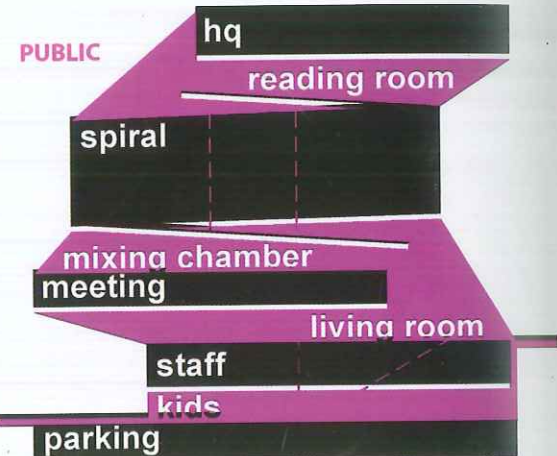 PUBLIC
hq
reading room
spiral
mixing chamber
meeting
living room
staff
kids
parking